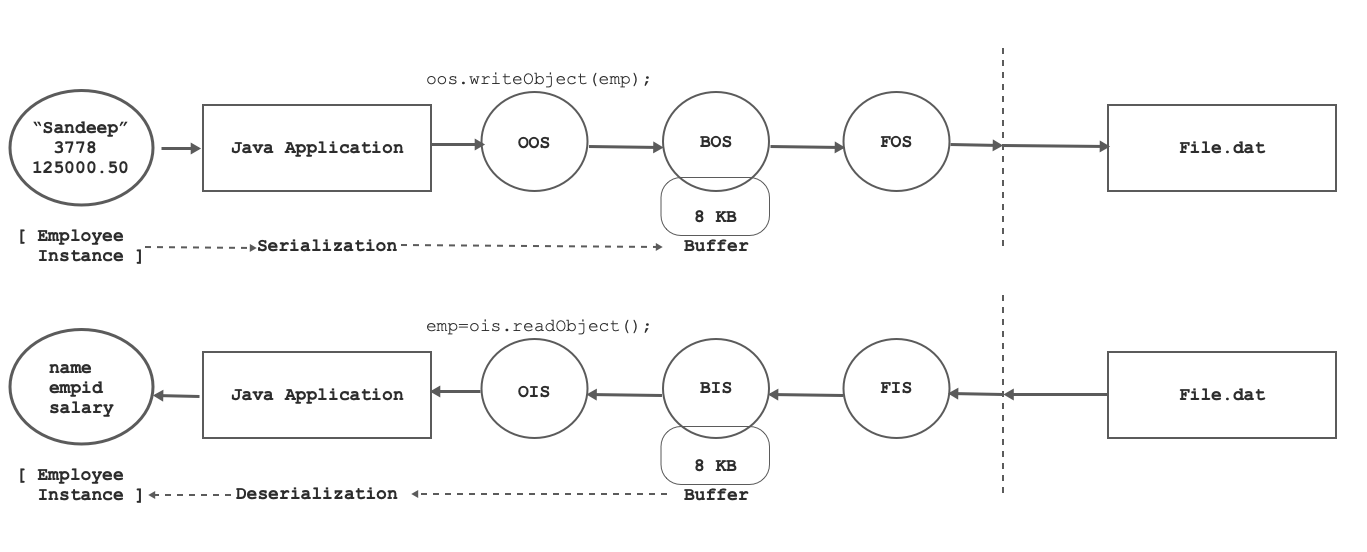 oos.writeObject(emp);
“Sandeep”
3778
125000.50
Java Application
OOS
BOS
FOS
File.dat
8 KB
[ Employee
Instance ]
Serialization
Buffer
emp=ois.readObject();
name
empid
salary
Java Application
OIS
BIS
FIS
File.dat
8 KB
[ Employee
Instance ]
Deserialization
Buffer